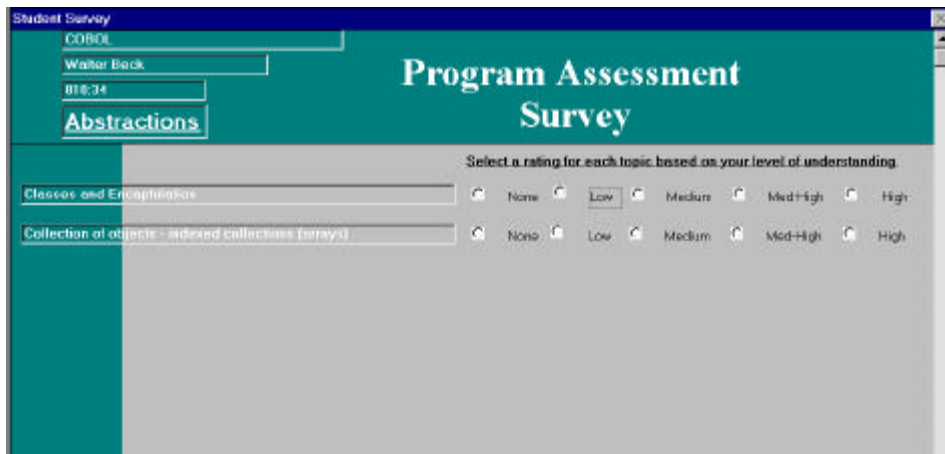 Student Survey
COBOL
Walter Beck
810:34
Abstractions
Program Assessment
Survey
Select a rating for each topic based on your level of understanding.
Classes and Encapsulation None Low Medium Med-High High
Collection of objects - indexed collections (arrays) None Low Medium Med-High High